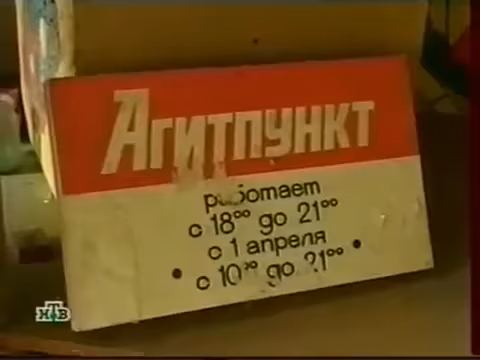 Агитпункт
работает
с 18⁰⁰ до 21⁰⁰
с 1 апреля
• с 10⁰⁰ до 21⁰⁰ •
НТВ